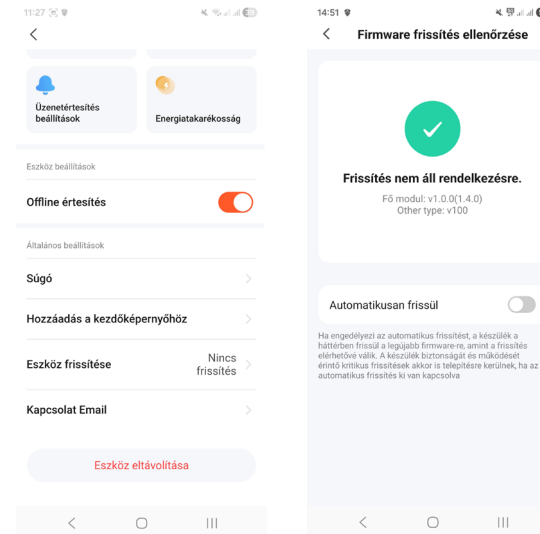 11:27
Üzenetértesítés
beállítások
Energiatakarékosság
Eszköz beállítások
Offline értesítés
Általános beállítások
Súgó
Hozzáadás a kezdőképernyőhöz
Eszköz frissítése
Nincs
frissítés
Kapcsolat Email
Eszköz eltávolítása
14:51
Firmware frissítés ellenőrzése
Frissítés nem áll rendelkezésre.
Fő modul: v1.0.0(1.4.0)
Other type: v100
Automatikusan frissül
Ha engedélyezi az automatikus frissítést, a készülék a
háttérben frissül a legújabb firmware-re, amint a frissítés
elérhetővé válik. A készülék biztonságát és működését
érintő kritikus frissítések akkor is telepítésre kerülnek, ha az
automatikus frissítés ki van kapcsolva